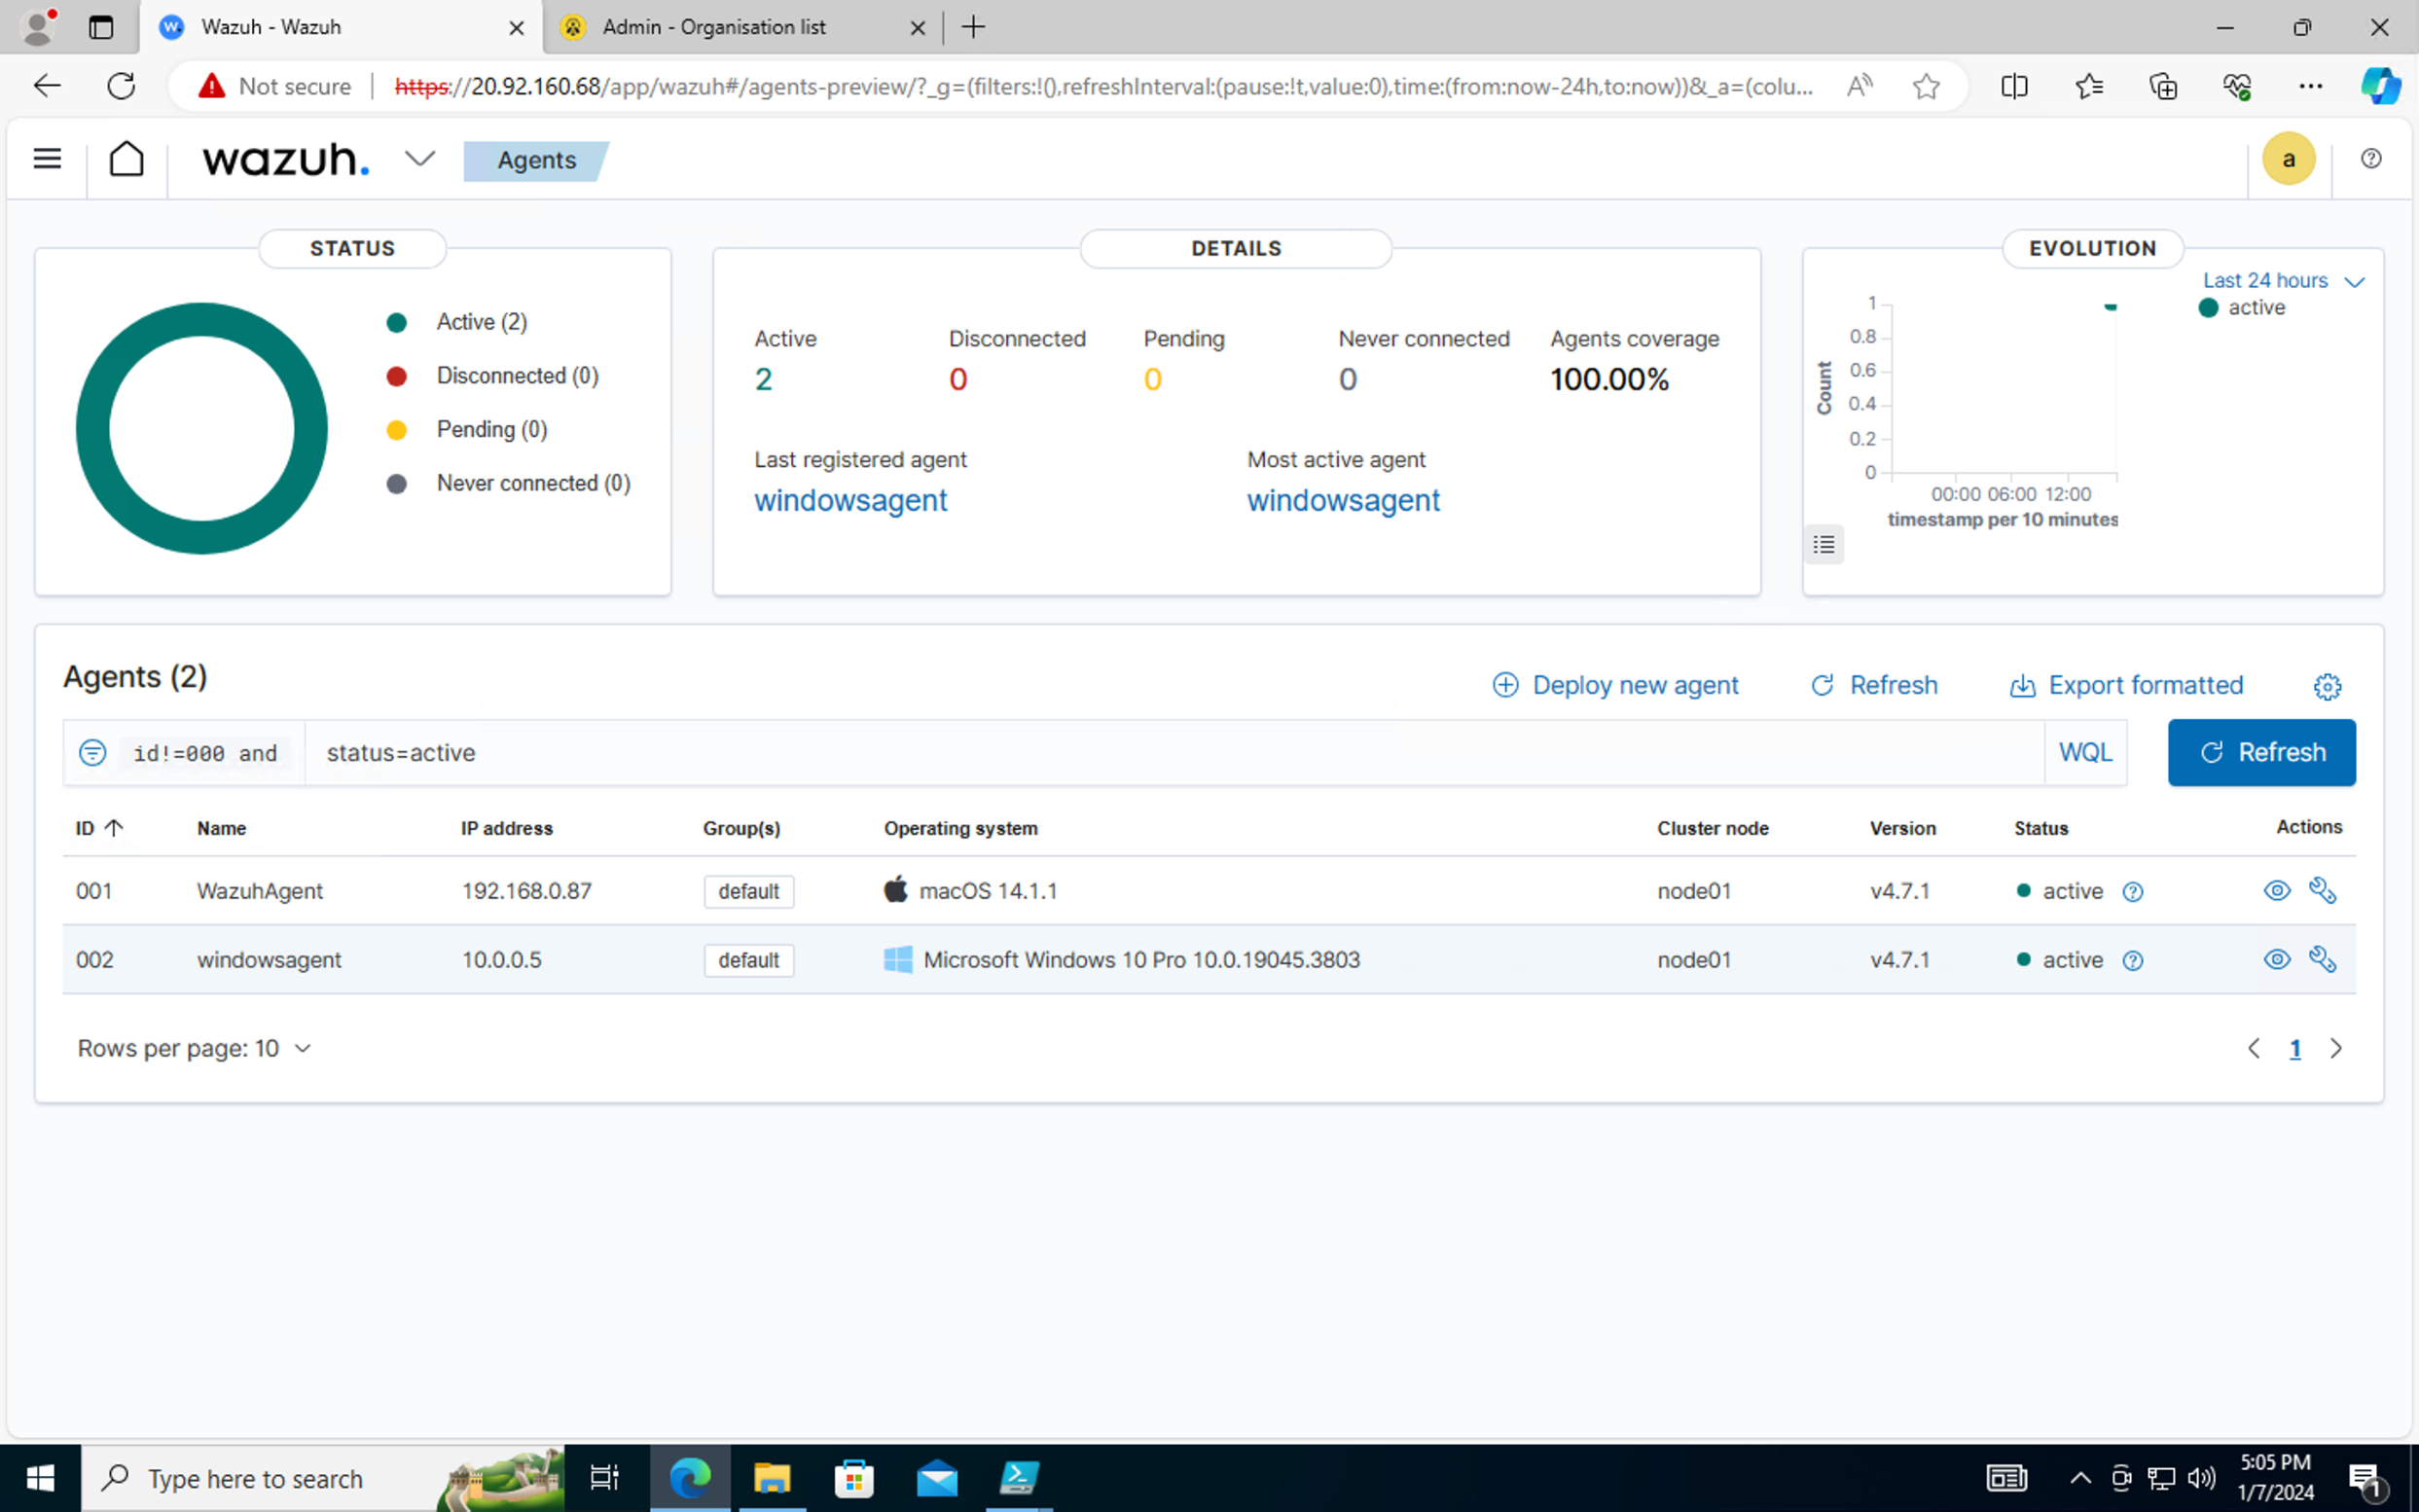 Wazuh - Wazuh
Admin - Organisation list
Not secure
https://20.92.160.68/app/wazuh#/agents-preview/?_g=(filters:!(),refreshInterval:(pause:!t,value:0),time:(from:now-24h,to:now))&_a=(colu...
wazuh.
Agents
a
STATUS
Active (2)
Disconnected (0)
Pending (0)
Never connected (0)
DETAILS
Active Disconnected Pending Never connected Agents coverage
2 0 0 0 100.00%
Last registered agent Most active agent
windowsagent windowsagent
EVOLUTION
Last 24 hours
active
1
0.8
0.6
0.4
0.2
0
Count
00:00 06:00 12:00
timestamp per 10 minutes
Agents (2)
Deploy new agent Refresh Export formatted
id!=000 and status=active WQL Refresh
ID Name IP address Group(s) Operating system Cluster node Version Status Actions
001 WazuhAgent 192.168.0.87 default macOS 14.1.1 node01 v4.7.1 active
002 windowsagent 10.0.0.5 default Microsoft Windows 10 Pro 10.0.19045.3803 node01 v4.7.1 active
Rows per page: 10
1
Type here to search
5:05 PM
1/7/2024
1